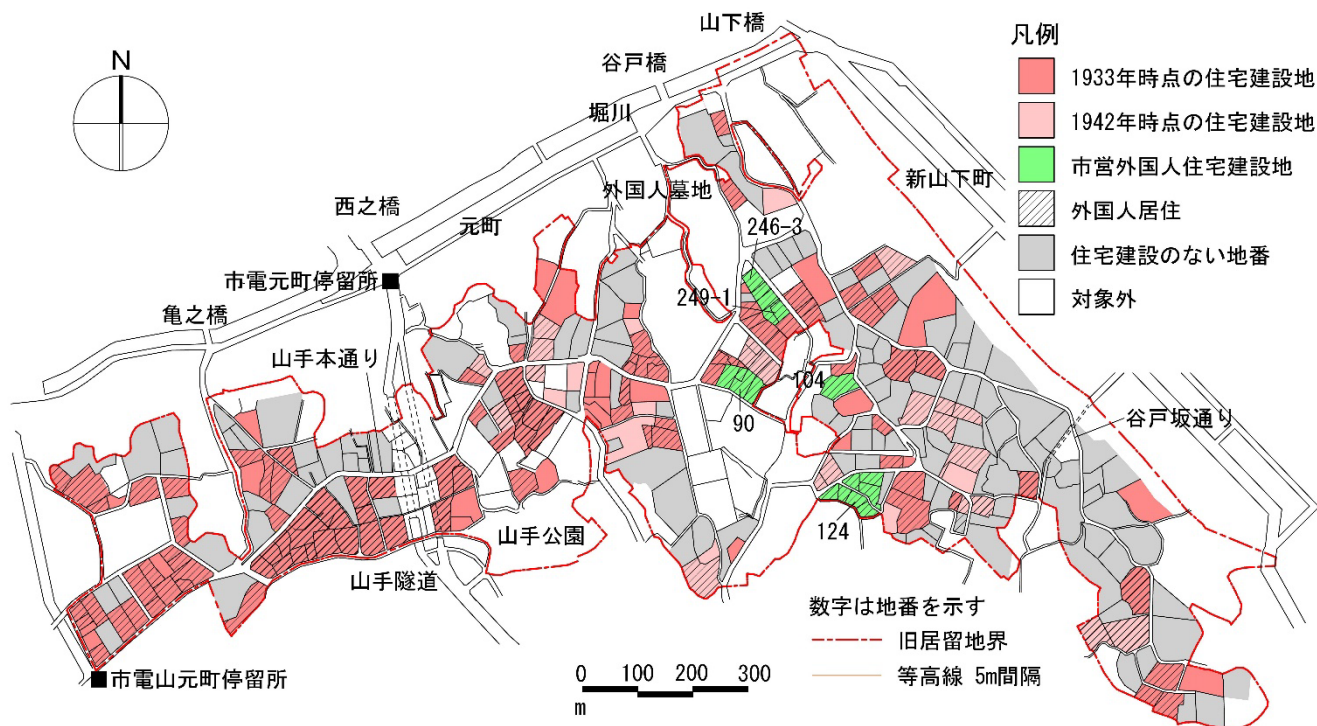 N
山下橋
谷戸橋
堀川
外国人墓地
新山下町
西之橋
元町
246-3
市電元町停留所
249-1
亀之橋
山手本通り
104
90
谷戸坂通り
124
山手公園
山手隧道
市電山元町停留所
凡例
1933年時点の住宅建設地
1942年時点の住宅建設地
市営外国人住宅建設地
外国人居住
住宅建設のない地番
対象外
数字は地番を示す
旧居留地界
等高線 5m間隔
0 100 200 300
m